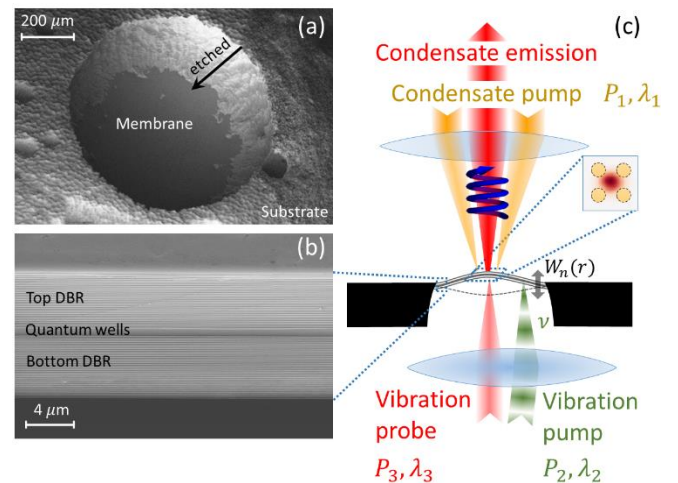 200 μm
(a)
etched
Membrane
Substrate
(b)
Top DBR
Quantum wells
Bottom DBR
4 μm
(c)
Condensate emission
Condensate pump P₁, λ₁
Wₙ(r)
ν
Vibration
probe
P₃, λ₃
Vibration
pump
P₂, λ₂